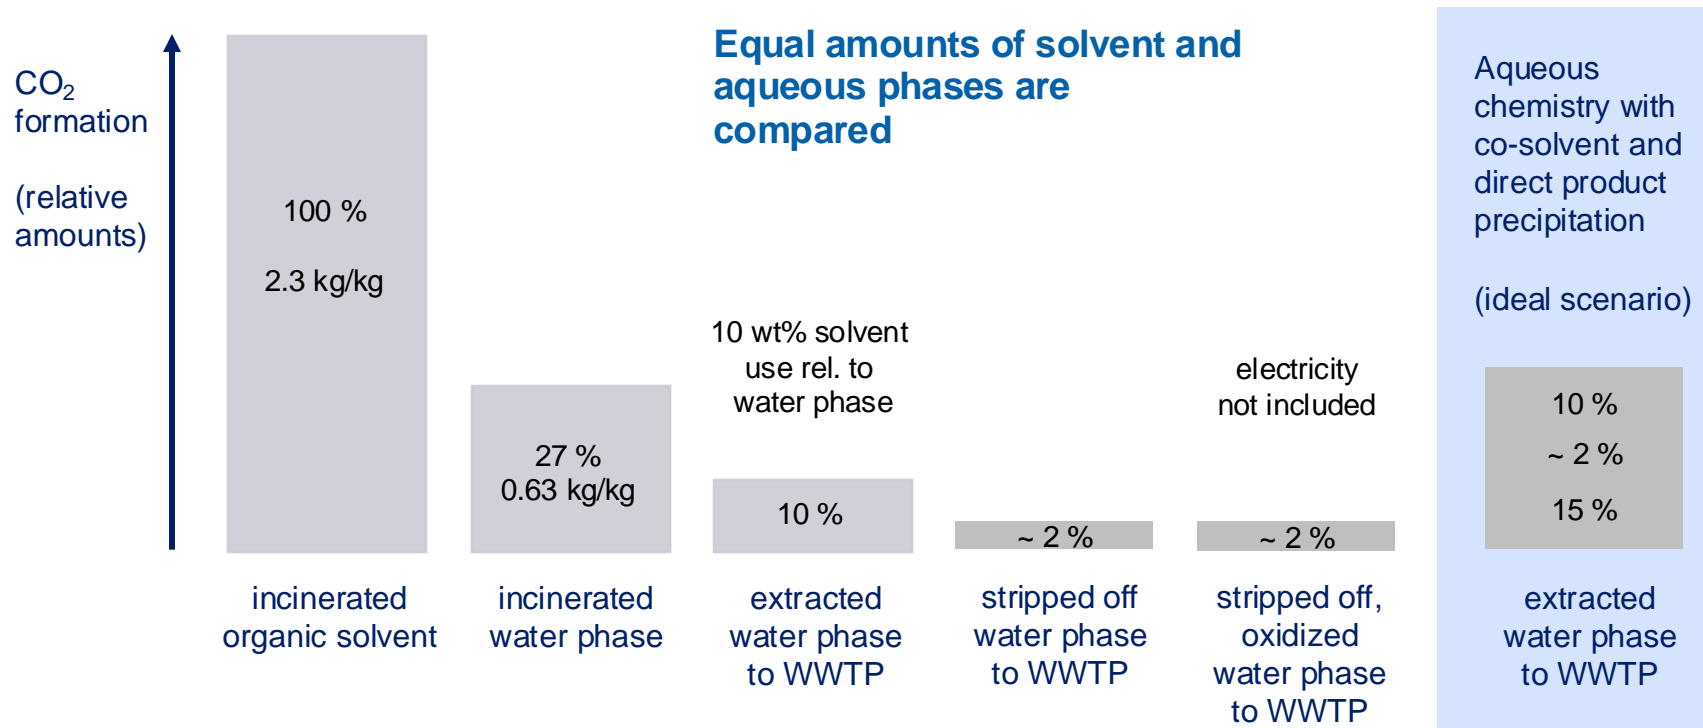 CO₂
formation
(relative
amounts)
Equal amounts of solvent and
aqueous phases are
compared
100 %
2.3 kg/kg
27 %
0.63 kg/kg
10 wt% solvent
use rel. to
water phase
10 %
~ 2 %
electricity
not included
~ 2 %
Aqueous
chemistry with
co-solvent and
direct product
precipitation
(ideal scenario)
10 %
~ 2 %
15 %
incinerated
organic solvent
incinerated
water phase
extracted
water phase
to WWTP
stripped off
water phase
to WWTP
stripped off,
oxidized
water phase
to WWTP
extracted
water phase
to WWTP